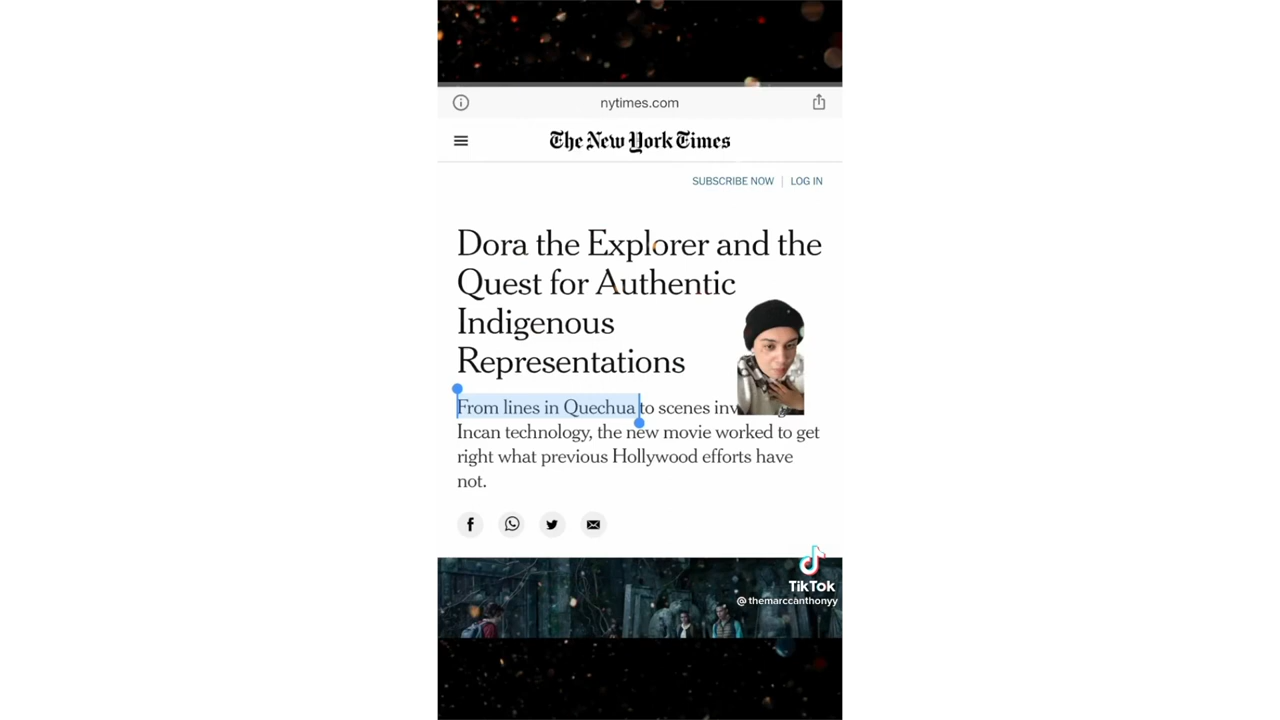 nytimes.com
The New York Times
SUBSCRIBE NOW | LOG IN
Dora the Explorer and the
Quest for Authentic
Indigenous
Representations
From lines in Quechua to scenes
Incan technology, the new movie worked to get
right what previous Hollywood efforts have
not.
TikTok
@themarccanthonyy